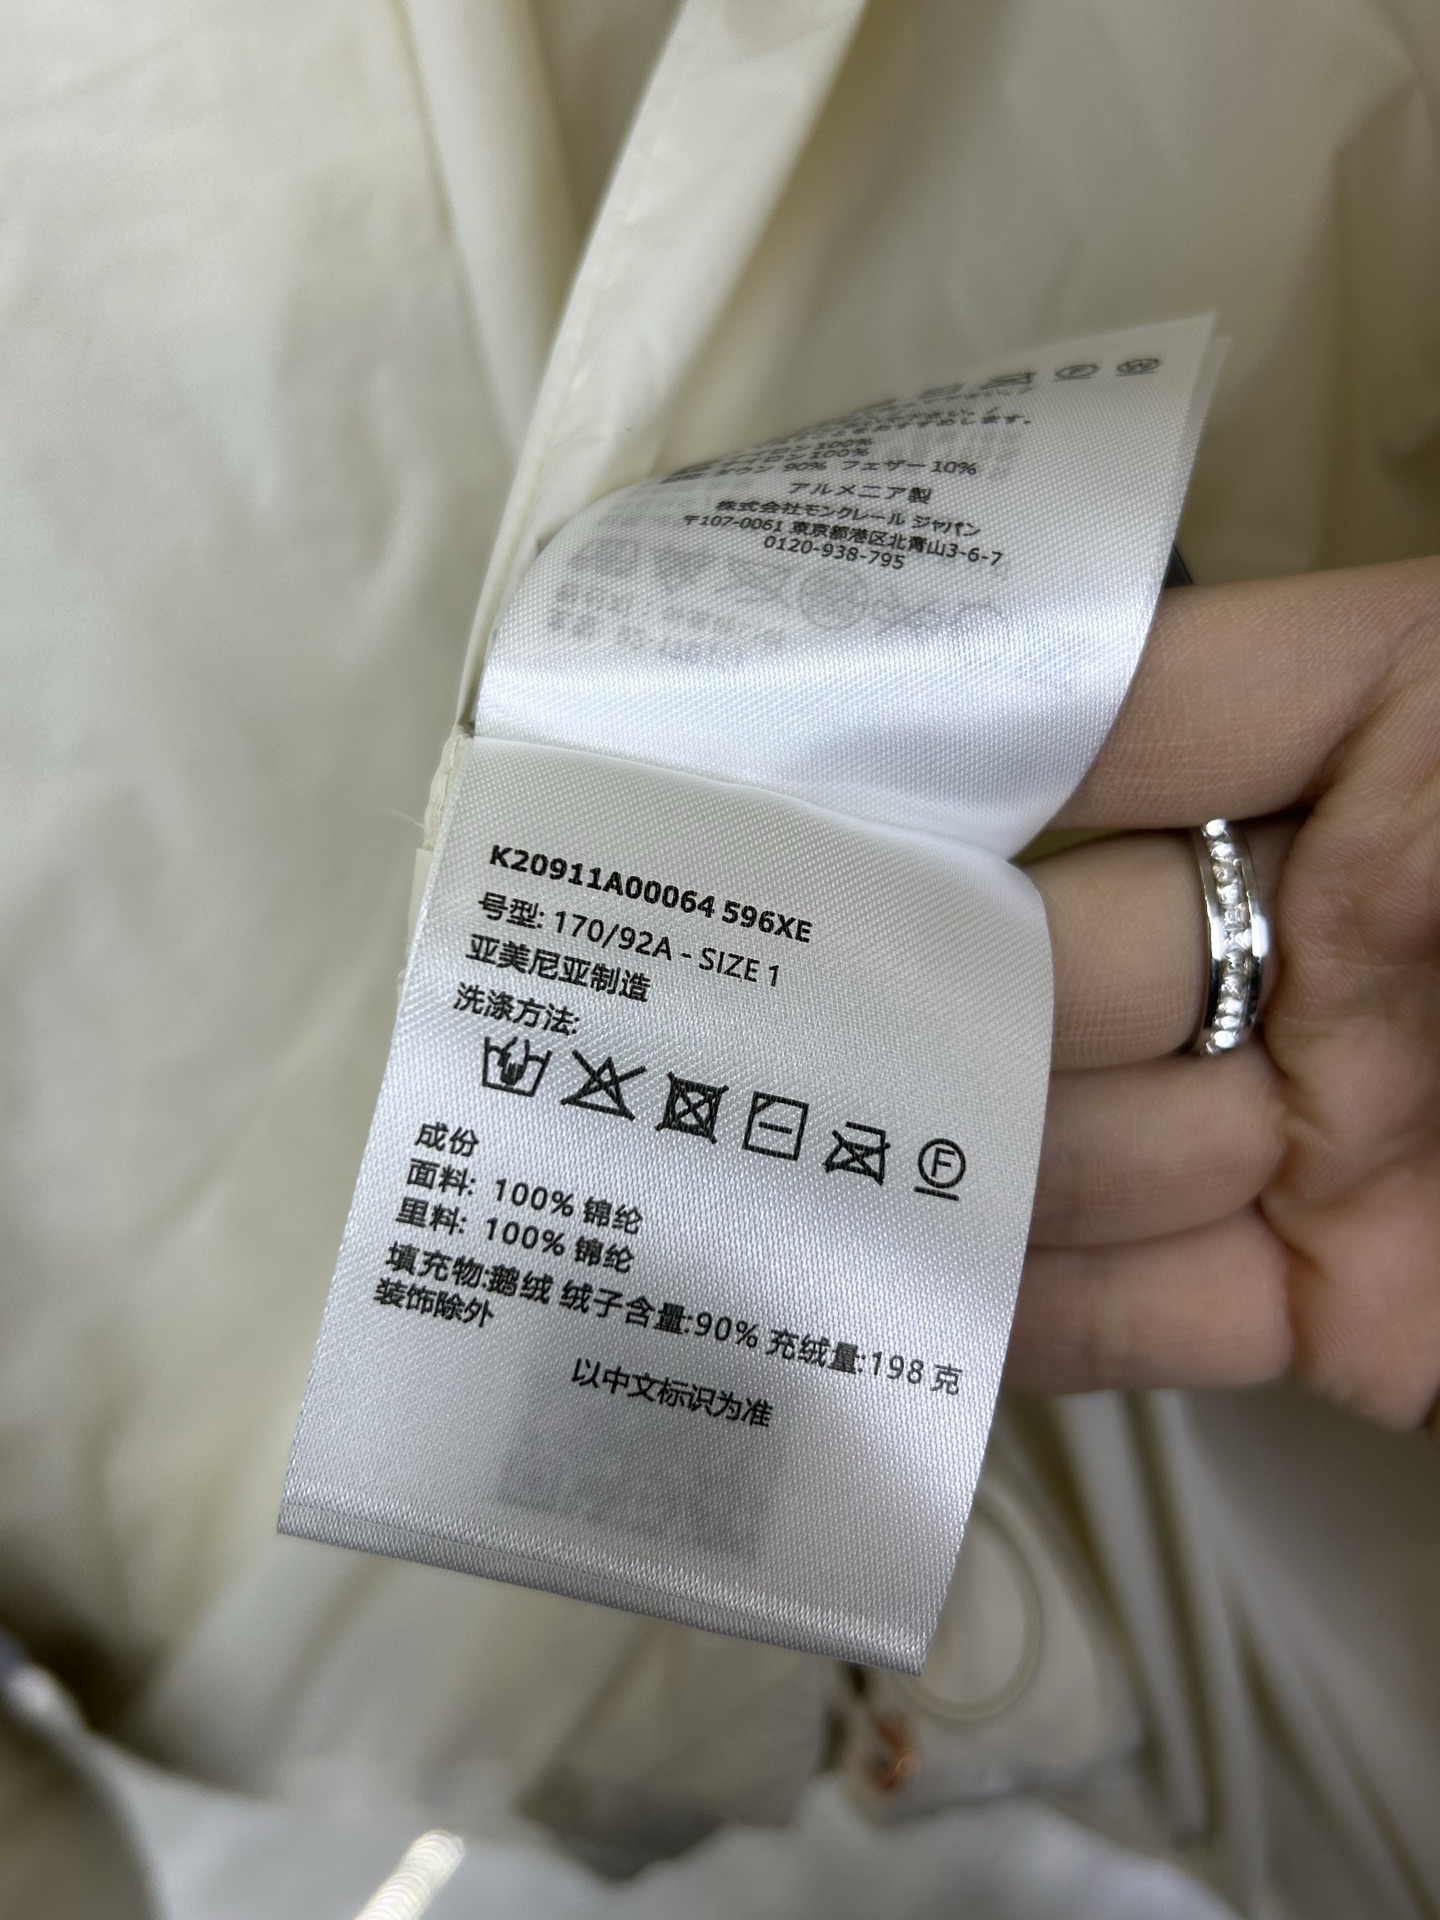 ダウン 90% フェザー 10%
アルメニア製
株式会社モンクレール ジャパン
〒107-0061 東京都港区北青山3-6-7
0120-938-795
K20911A00064 596XE
号型: 170/92A - SIZE 1
亚美尼亚制造
洗涤方法:
F
成份
面料: 100% 锦纶
里料: 100% 锦纶
填充物:鹅绒 绒子含量:90% 充绒量:198 克
装饰除外
以中文标识为准